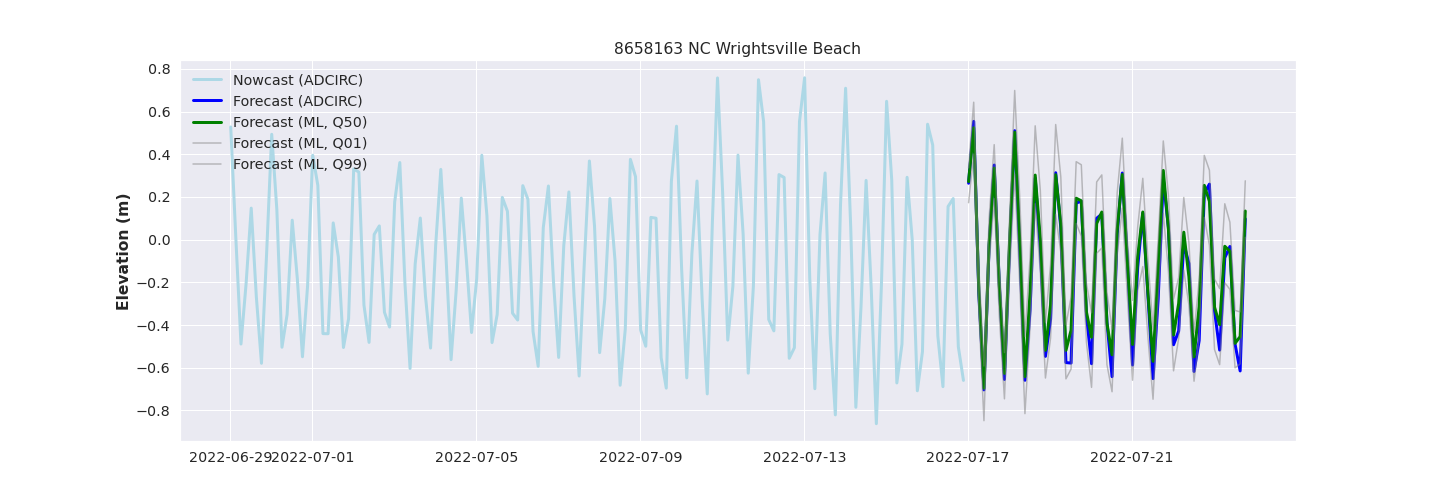 8658163 NC Wrightsville Beach
Elevation (m)
0.8
0.6
0.4
0.2
0.0
−0.2
−0.4
−0.6
−0.8
Nowcast (ADCIRC)
Forecast (ADCIRC)
Forecast (ML, Q50)
Forecast (ML, Q01)
Forecast (ML, Q99)
2022-06-29 2022-07-01 2022-07-05 2022-07-09 2022-07-13 2022-07-17 2022-07-21